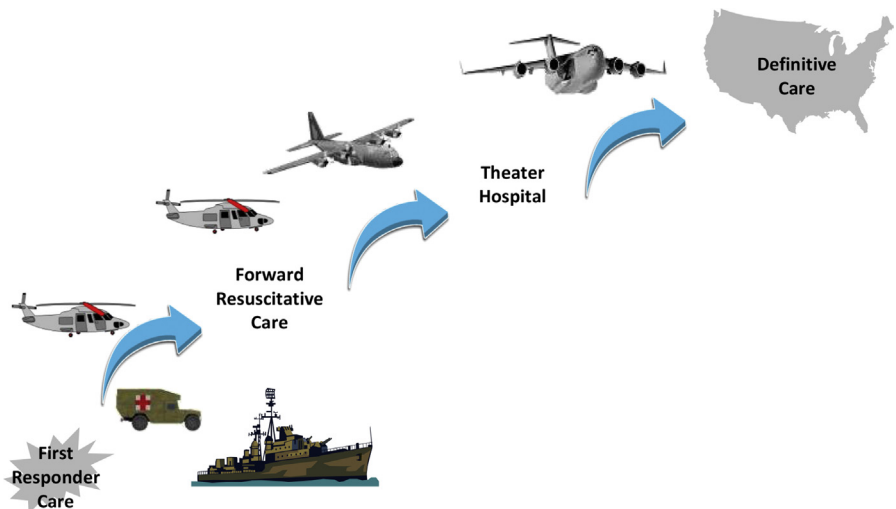 Definitive
Care
Theater
Hospital
Forward
Resuscitative
Care
First
Responder
Care